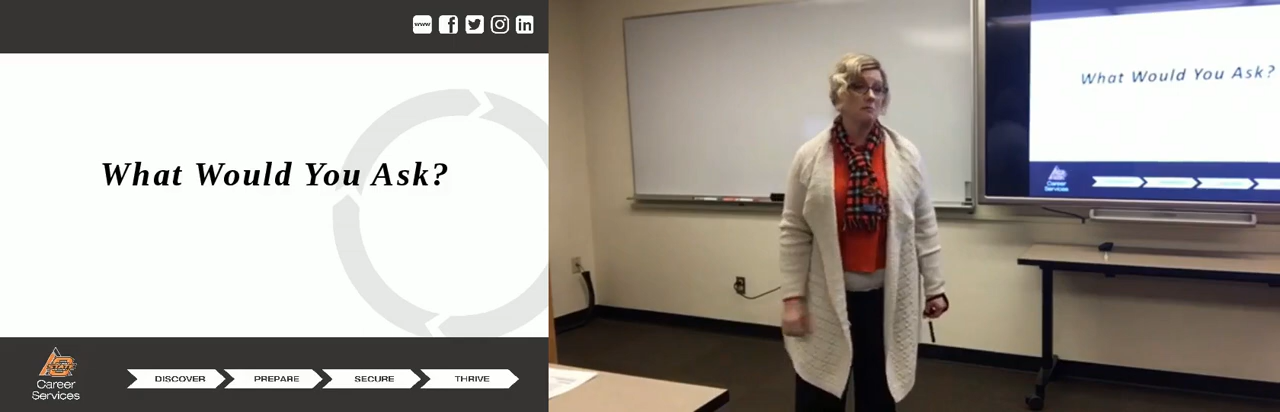 www
What Would You Ask?
Career
Services
DISCOVER
PREPARE
SECURE
THRIVE
What Would You Ask?
Career
Services